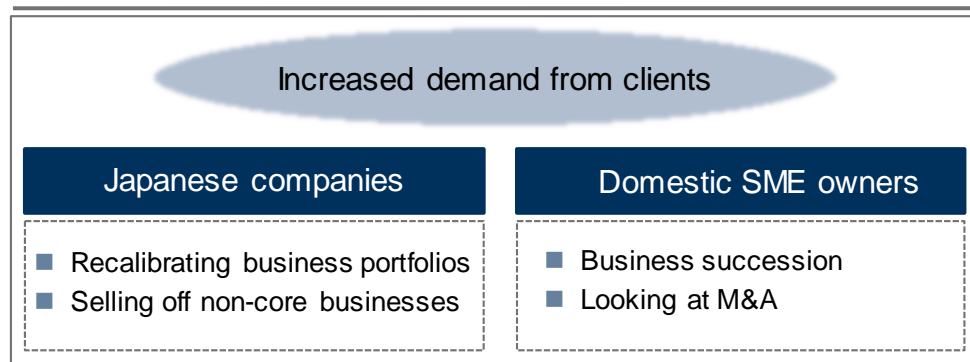 Increased demand from clients
Japanese companies
Recalibrating business portfolios
Selling off non-core businesses
Domestic SME owners
Business succession
Looking at M&A